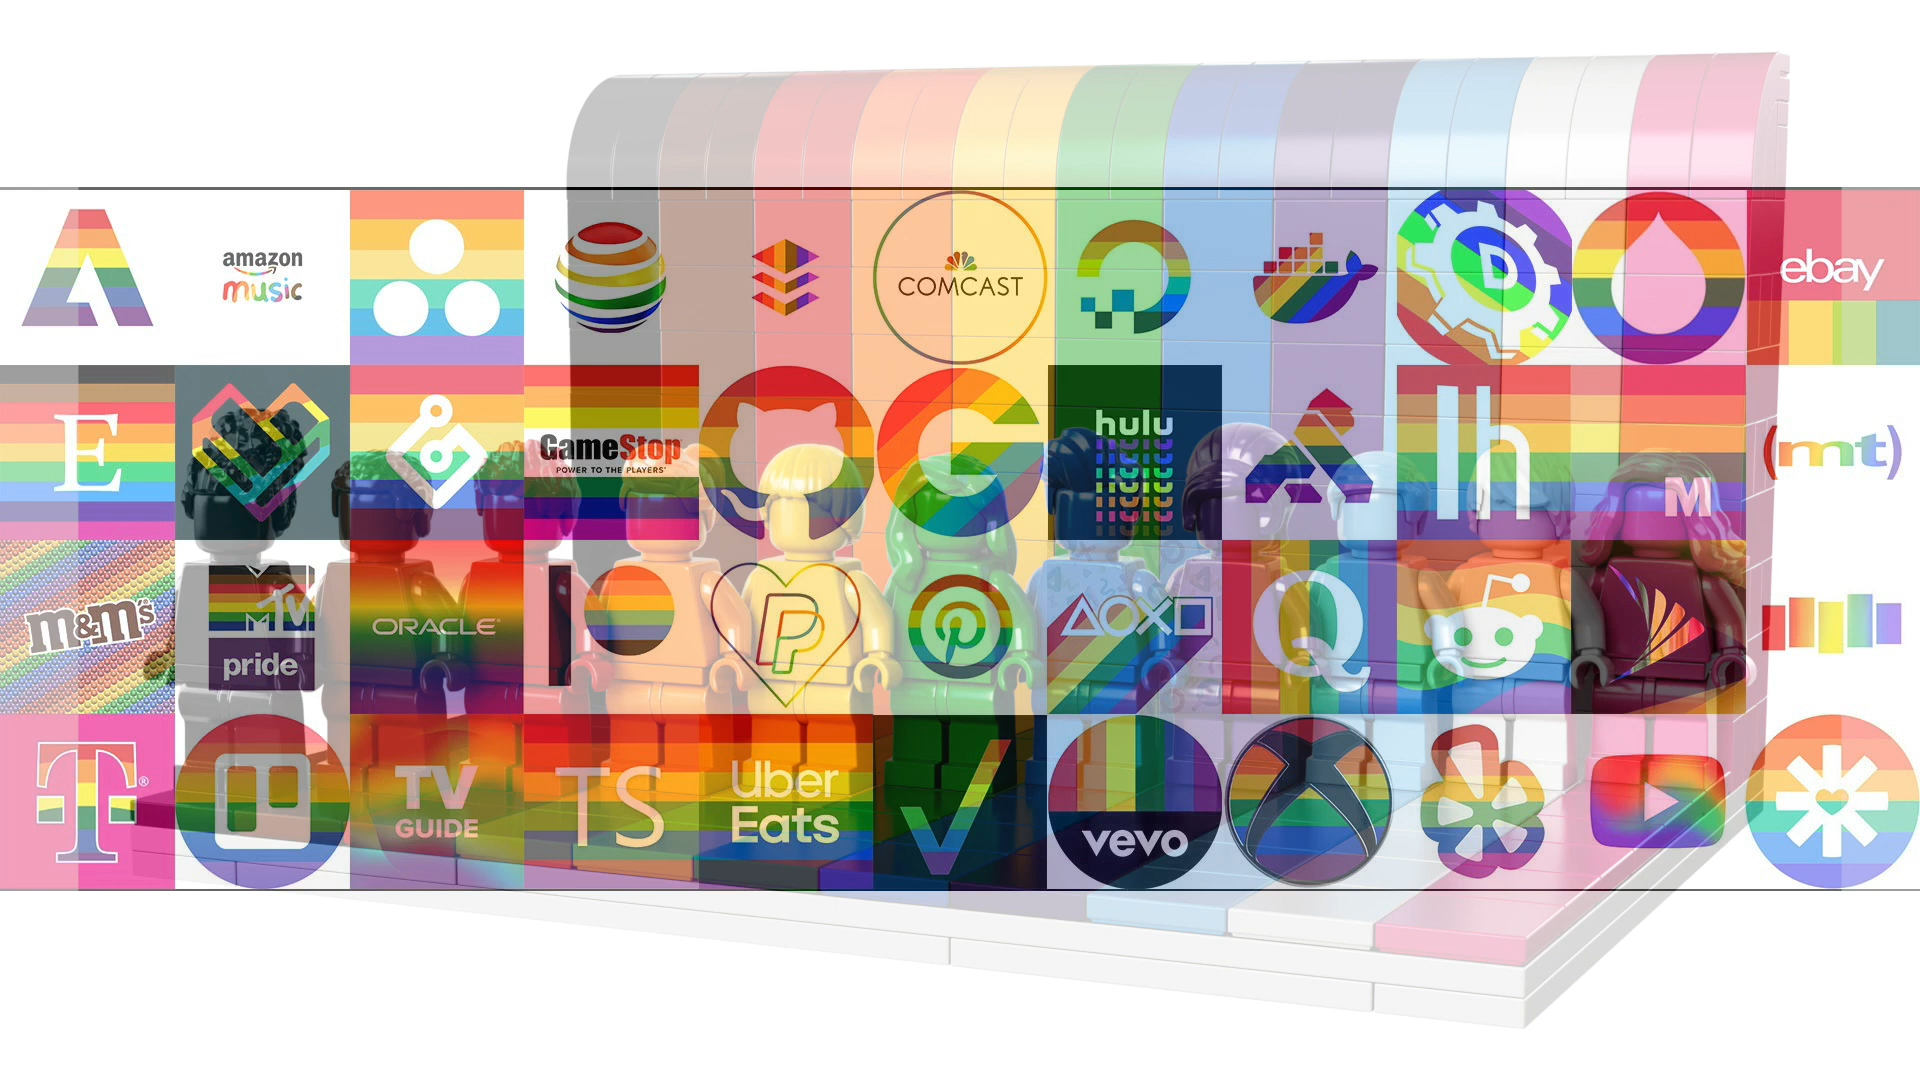 amazon
music
COMCAST
D
ebay
E
GameStop
POWER TO THE PLAYERS'
G
hulu
h
M
(mt)
m&m's
MTV
pride
ORACLE
P
P
Q
T®
TV
GUIDE
TS
Uber
Eats
vevo